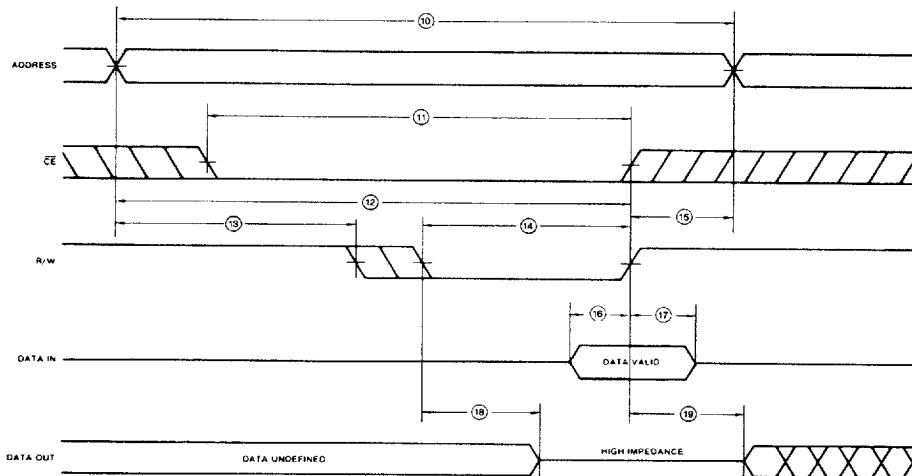 10
ADDRESS
11
CE
12
13
14
15
R/W
16
17
DATA IN
DATA VALID
18
19
DATA OUT
DATA UNDEFINED
HIGH IMPEDANCE